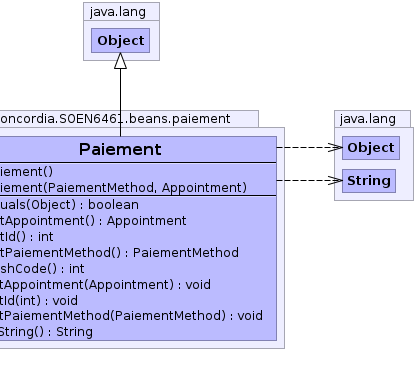 java.lang
Object
oncordia.SOEN6461.beans.paiement
java.lang
Paiement
Object
iement()
String
iement(PaiementMethod, Appointment)
uals(Object) : boolean
tAppointment() : Appointment
tId() : int
tPaiementMethod() : PaiementMethod
shCode() : int
tAppointment(Appointment) : void
tId(int) : void
tPaiementMethod(PaiementMethod) : void
String() : String